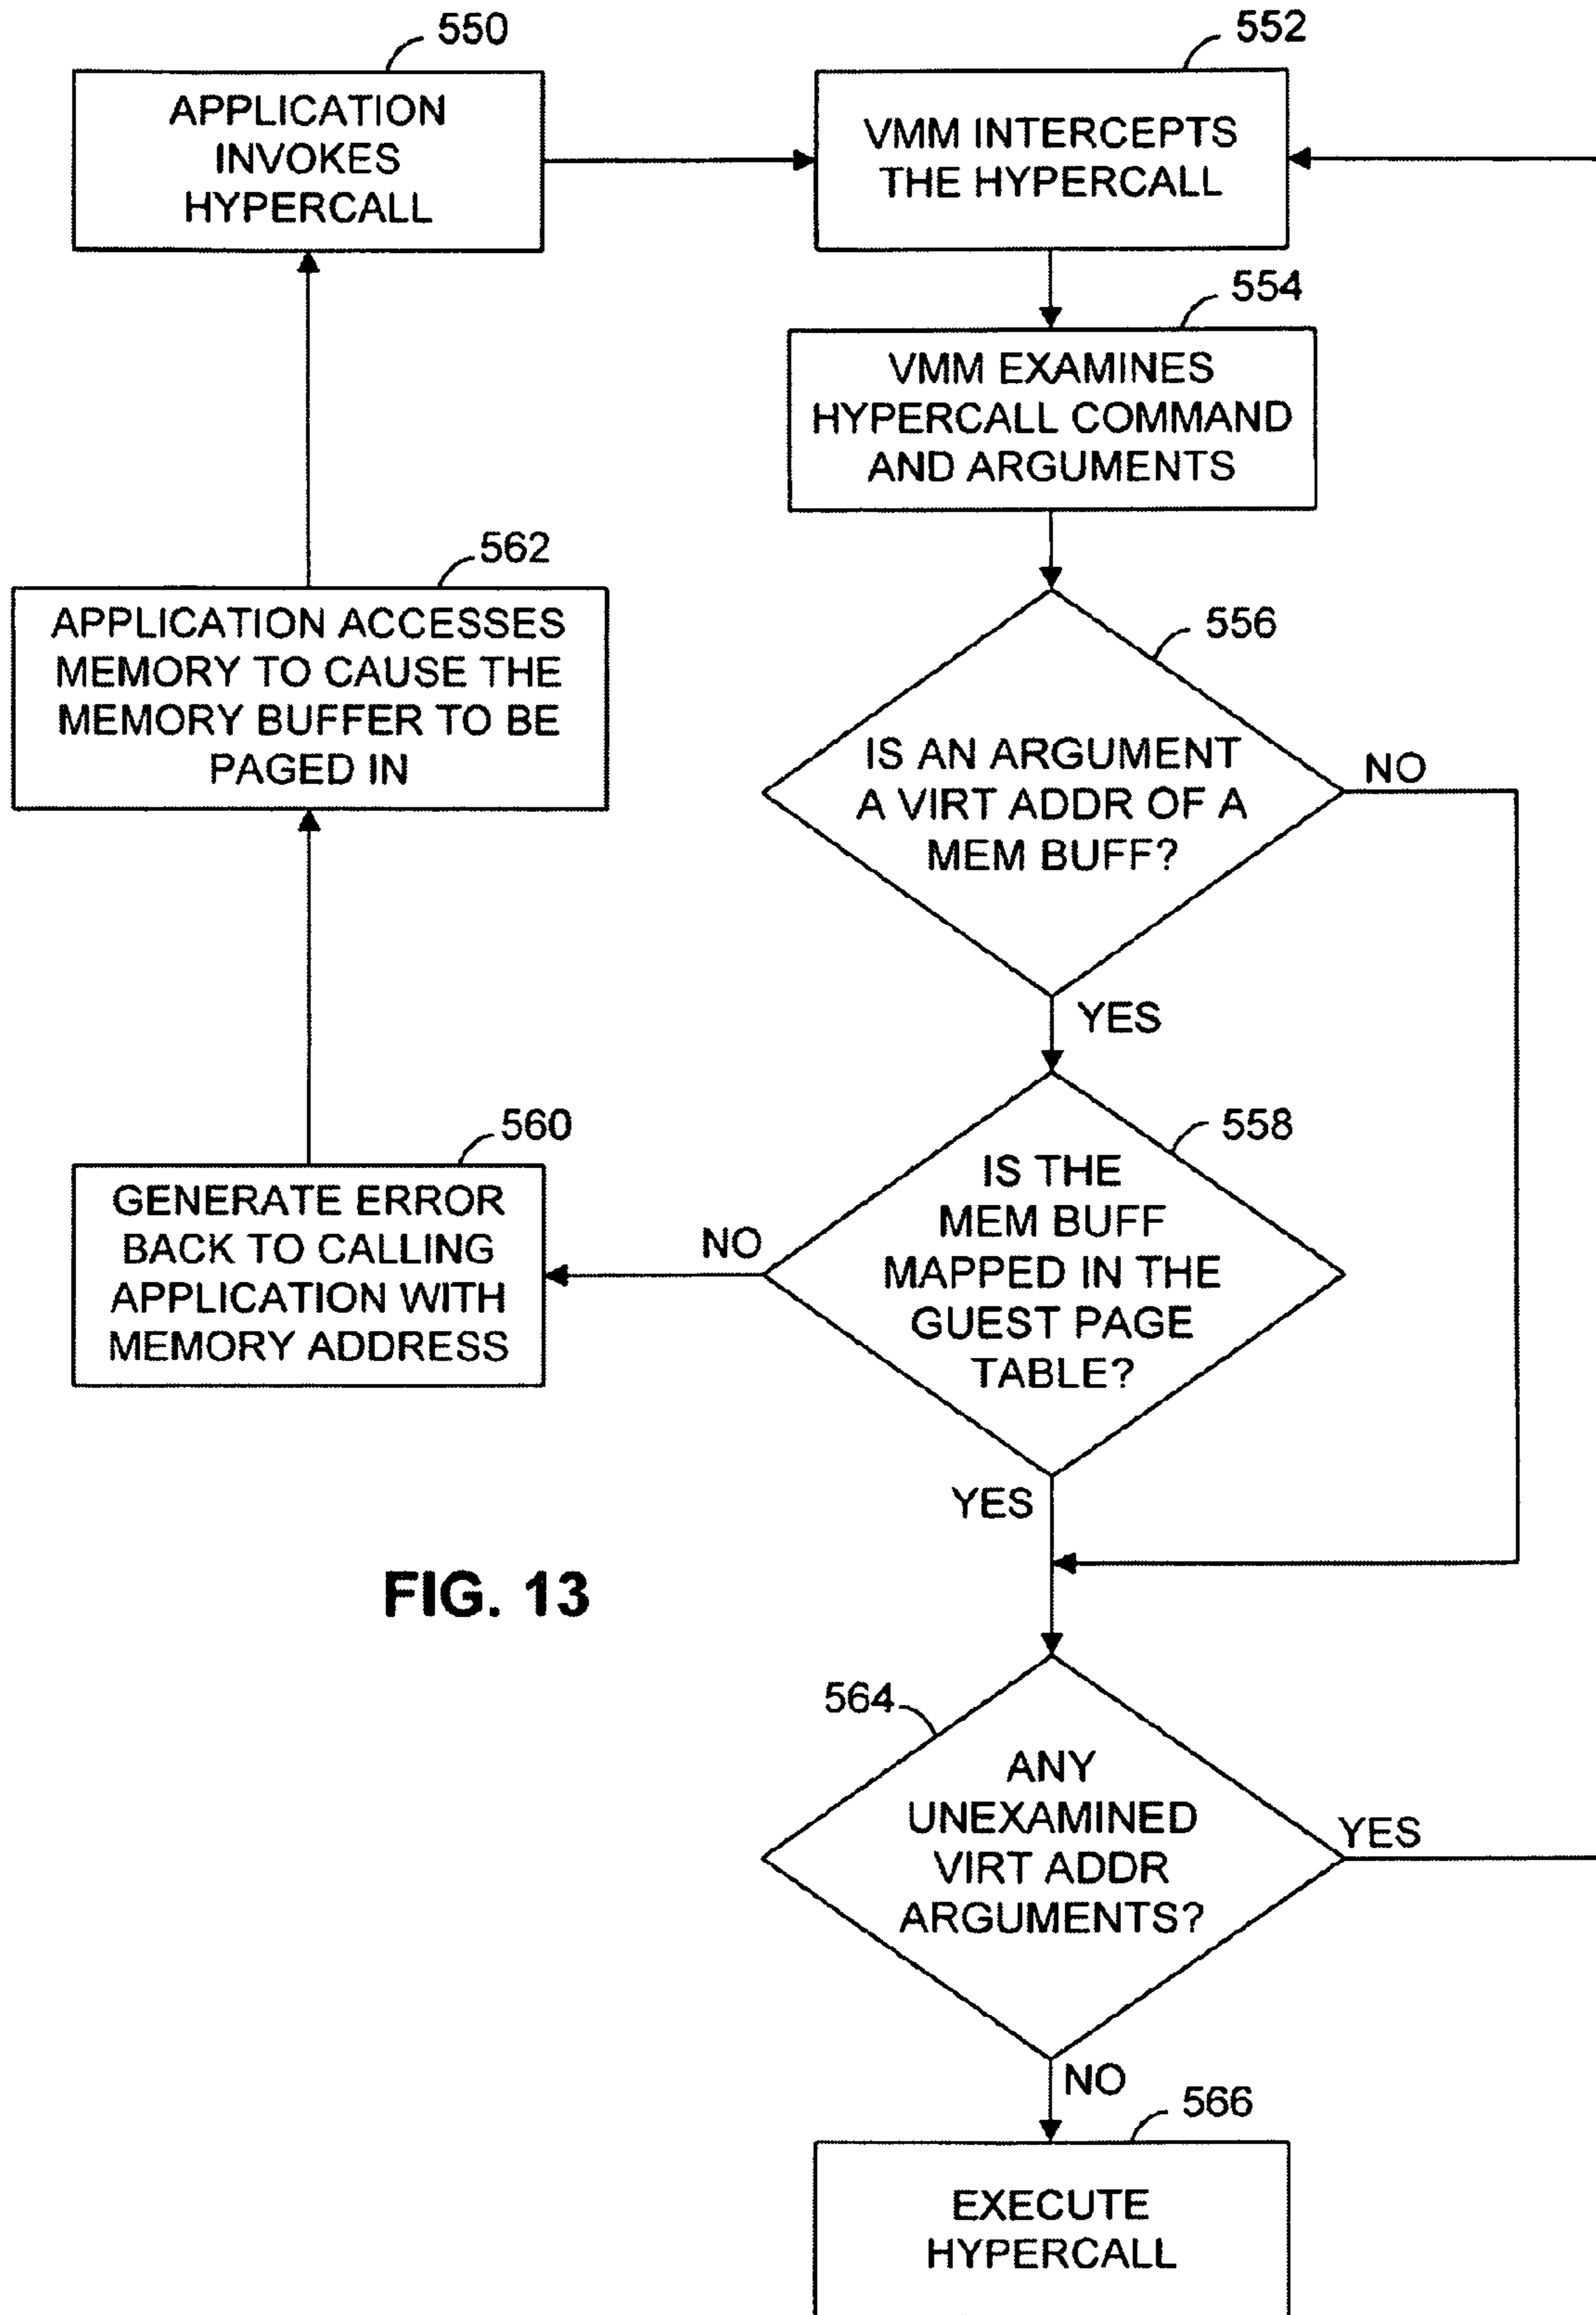 550
APPLICATION
INVOKES
HYPERCALL
552
VMM INTERCEPTS
THE HYPERCALL
554
VMM EXAMINES
HYPERCALL COMMAND
AND ARGUMENTS
562
APPLICATION ACCESSES
MEMORY TO CAUSE THE
MEMORY BUFFER TO BE
PAGED IN
556
IS AN ARGUMENT
A VIRT ADDR OF A
MEM BUFF?
NO
YES
560
GENERATE ERROR
BACK TO CALLING
APPLICATION WITH
MEMORY ADDRESS
NO
558
IS THE
MEM BUFF
MAPPED IN THE
GUEST PAGE
TABLE?
YES
FIG. 13
564
ANY
UNEXAMINED
VIRT ADDR
ARGUMENTS?
YES
NO
566
EXECUTE
HYPERCALL